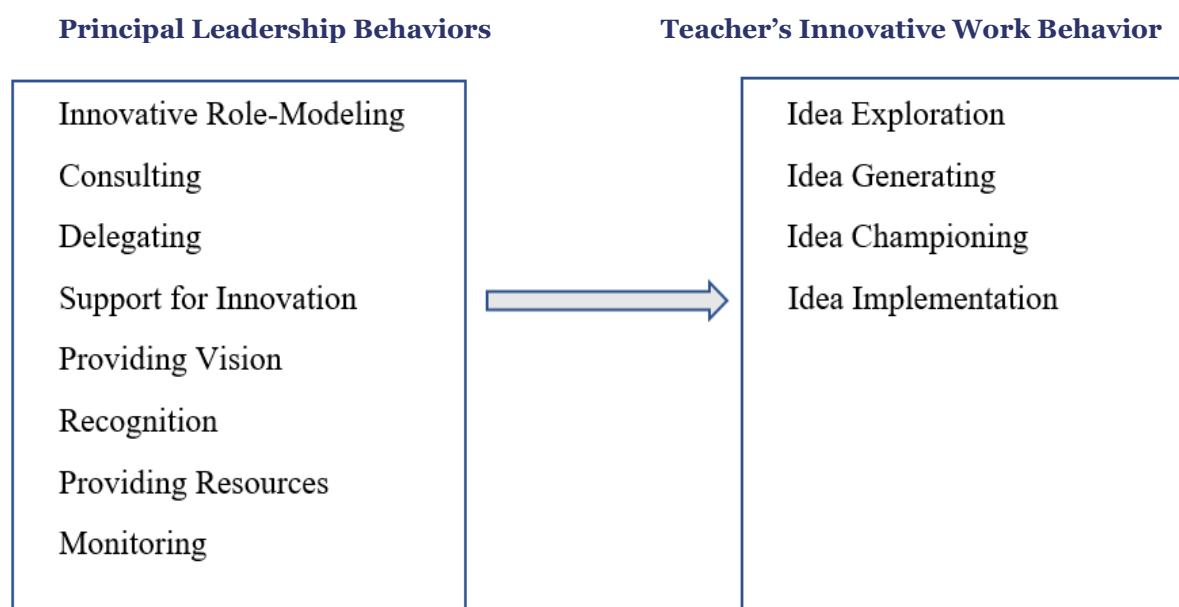 Principal Leadership Behaviors
Teacher’s Innovative Work Behavior
Innovative Role-Modeling
Consulting
Delegating
Support for Innovation
Providing Vision
Recognition
Providing Resources
Monitoring
Idea Exploration
Idea Generating
Idea Championing
Idea Implementation